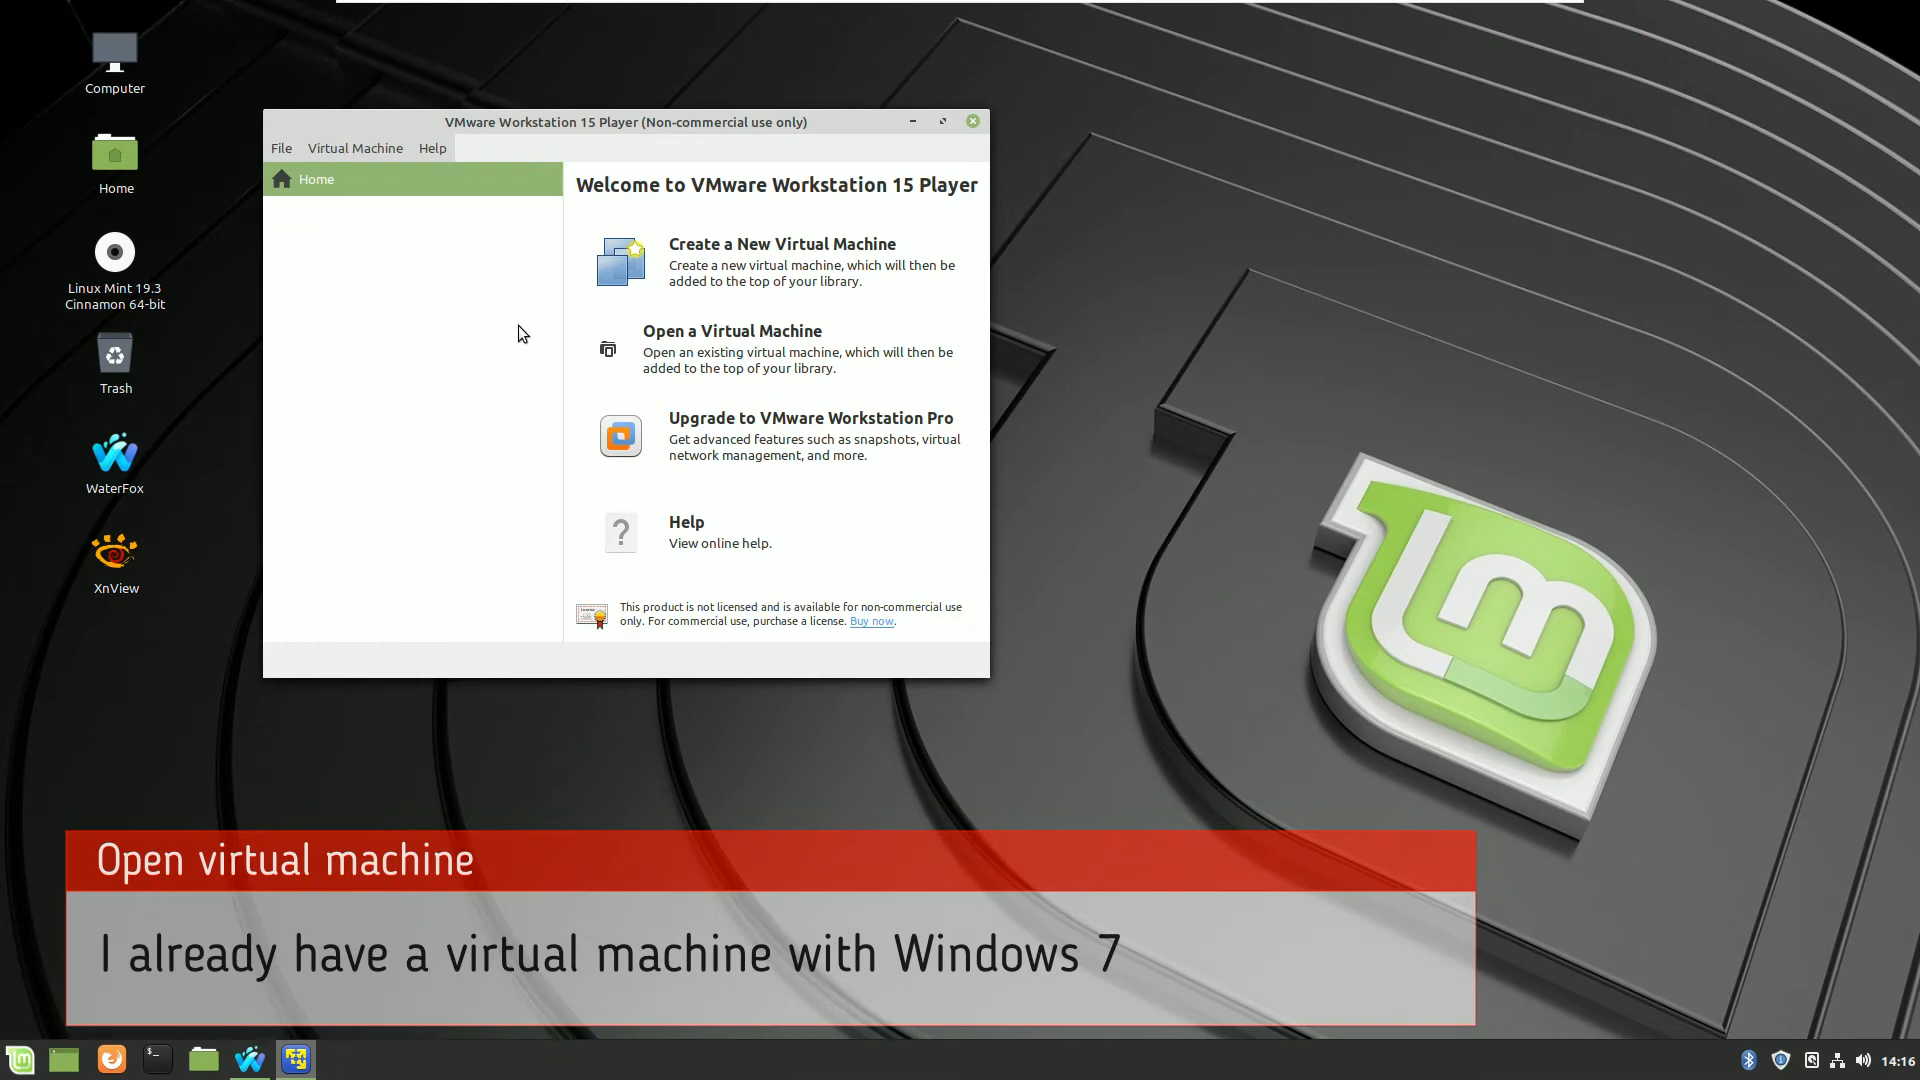 Computer
Home
Linux Mint 19.3
Cinnamon 64-bit
Trash
WaterFox
XnView
VMware Workstation 15 Player (Non-commercial use only)
File Virtual Machine Help
Home
Welcome to VMware Workstation 15 Player
Create a New Virtual Machine
Create a new virtual machine, which will then be
added to the top of your library.
Open a Virtual Machine
Open an existing virtual machine, which will then be
added to the top of your library.
Upgrade to VMware Workstation Pro
Get advanced features such as snapshots, virtual
network management, and more.
Help
View online help.
This product is not licensed and is available for non-commercial use
only. For commercial use, purchase a license. Buy now.
Open virtual machine
I already have a virtual machine with Windows 7
14:16